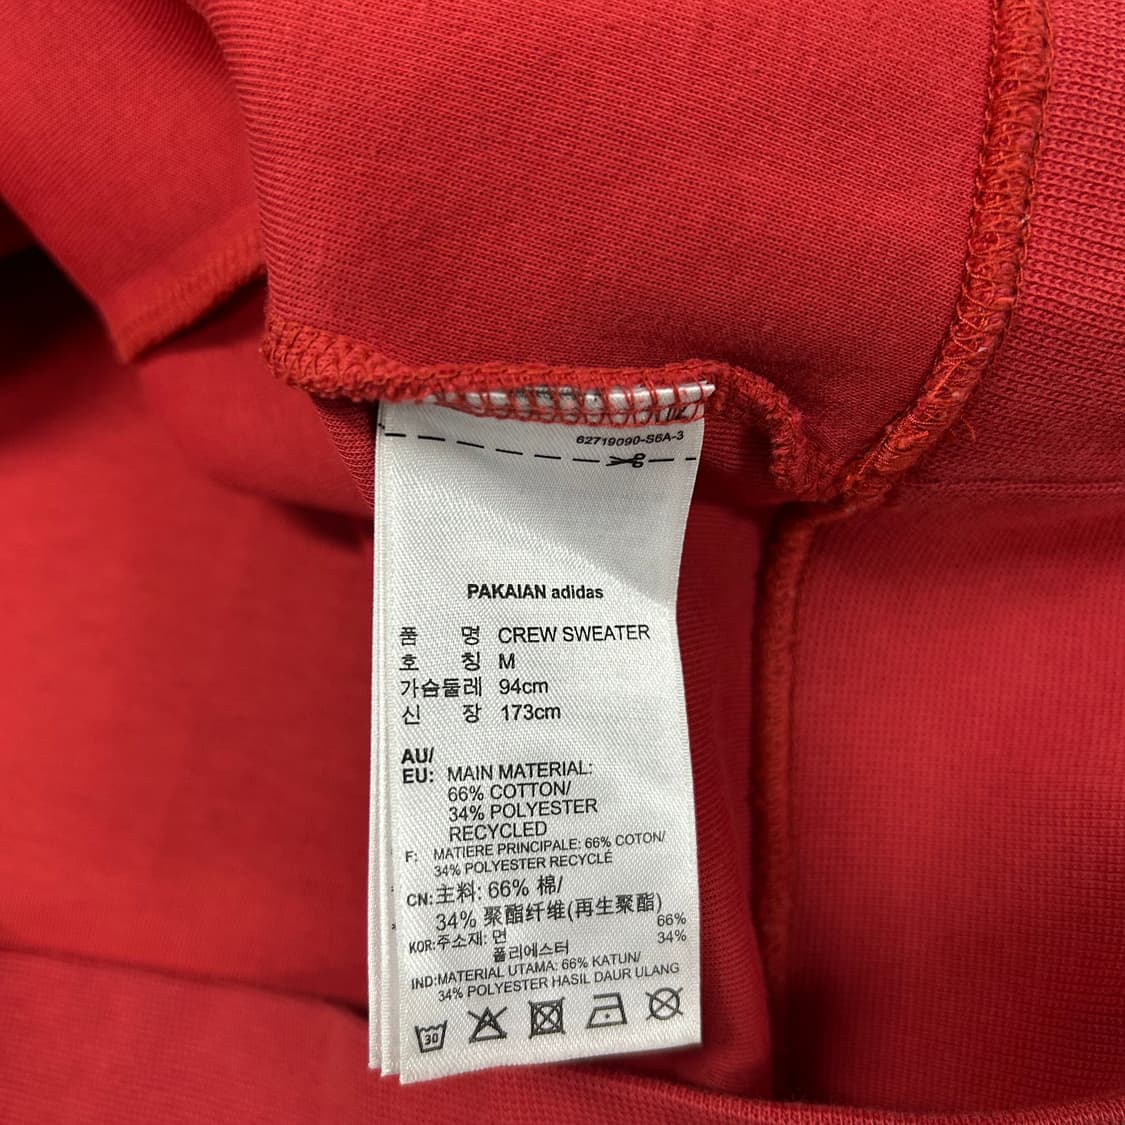 62719090-S6A-3
PAKAIAN adidas
품 명 CREW SWEATER
호 칭 M
가슴둘레 94cm
신 장 173cm
AU/
EU: MAIN MATERIAL:
66% COTTON/
34% POLYESTER
RECYCLED
F: MATIERE PRINCIPALE: 66% COTON/
34% POLYESTER RECYCLÉ
CN: 主料: 66% 棉/
34% 聚酯纤维(再生聚酯)
KOR: 주소재: 면 66%
폴리에스터 34%
IND: MATERIAL UTAMA: 66% KATUN/
34% POLYESTER HASIL DAUR ULANG
30